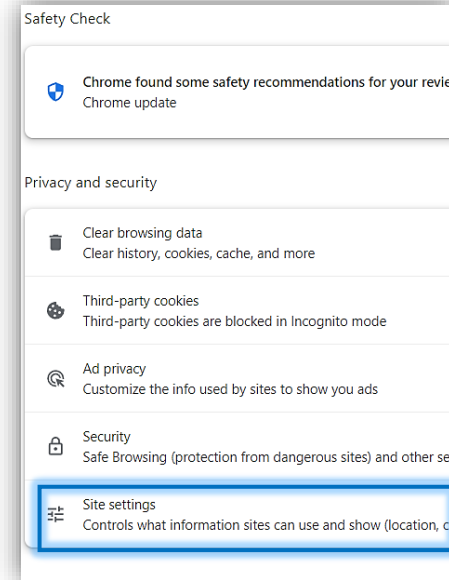 Safety Check
Chrome found some safety recommendations for your
Chrome update
Privacy and security
Clear browsing data
Clear history, cookies, cache, and more
Third-party cookies
Third-party cookies are blocked in Incognito mode
Ad privacy
Customize the info used by sites to show you ads
Security
Safe Browsing (protection from dangerous sites) and other
Site settings
Controls what information sites can use and show (location,